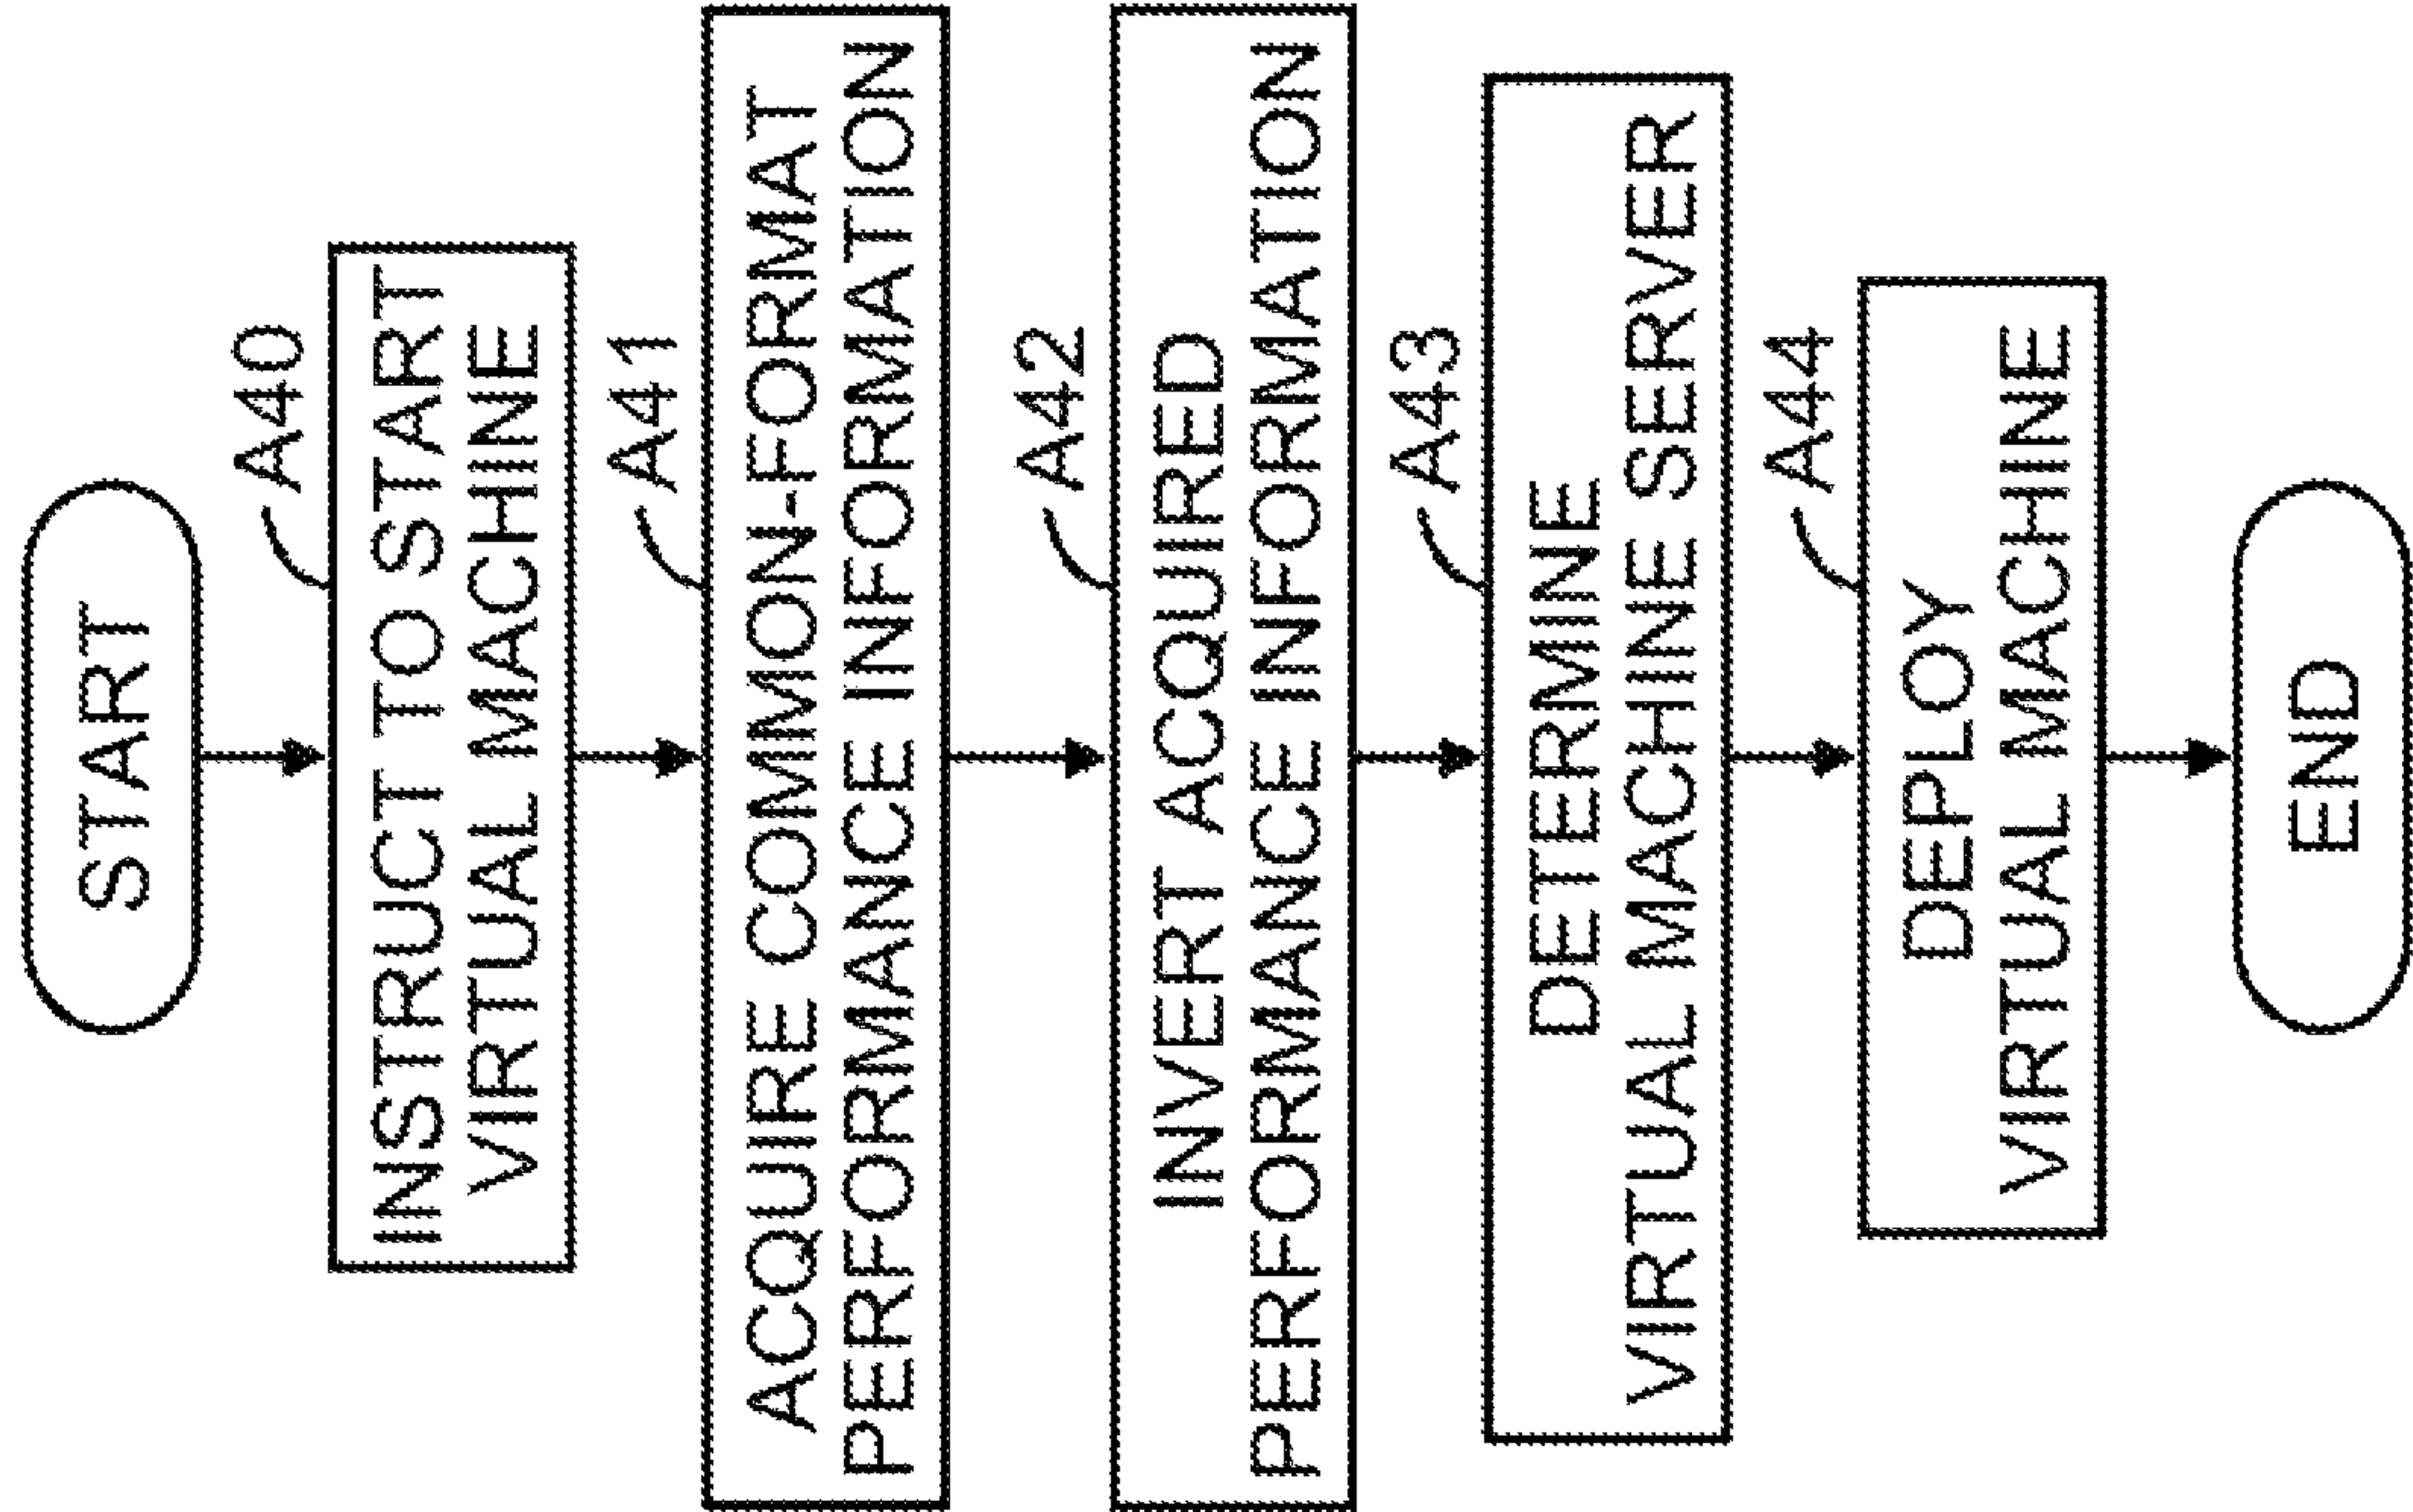 START
A40
INSTRUCT TO START
VIRTUAL MACHINE
A41
ACQUIRE COMMON-FORMAT
PERFORMANCE INFORMATION
A42
INVERT ACQUIRED
PERFORMANCE INFORMATION
A43
DETERMINE
VIRTUAL MACHINE SERVER
A44
DEPLOY
VIRTUAL MACHINE
END